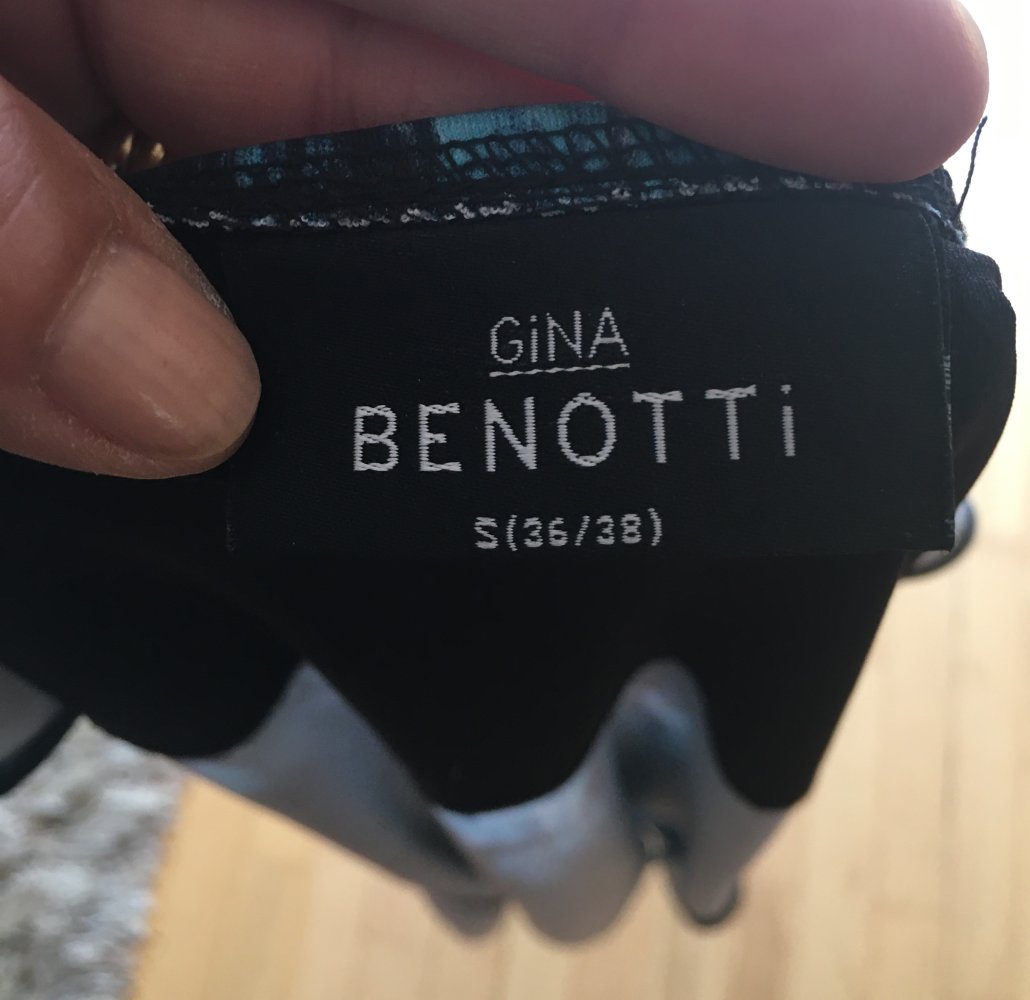 GiNA
BENOTTi
S(36/38)